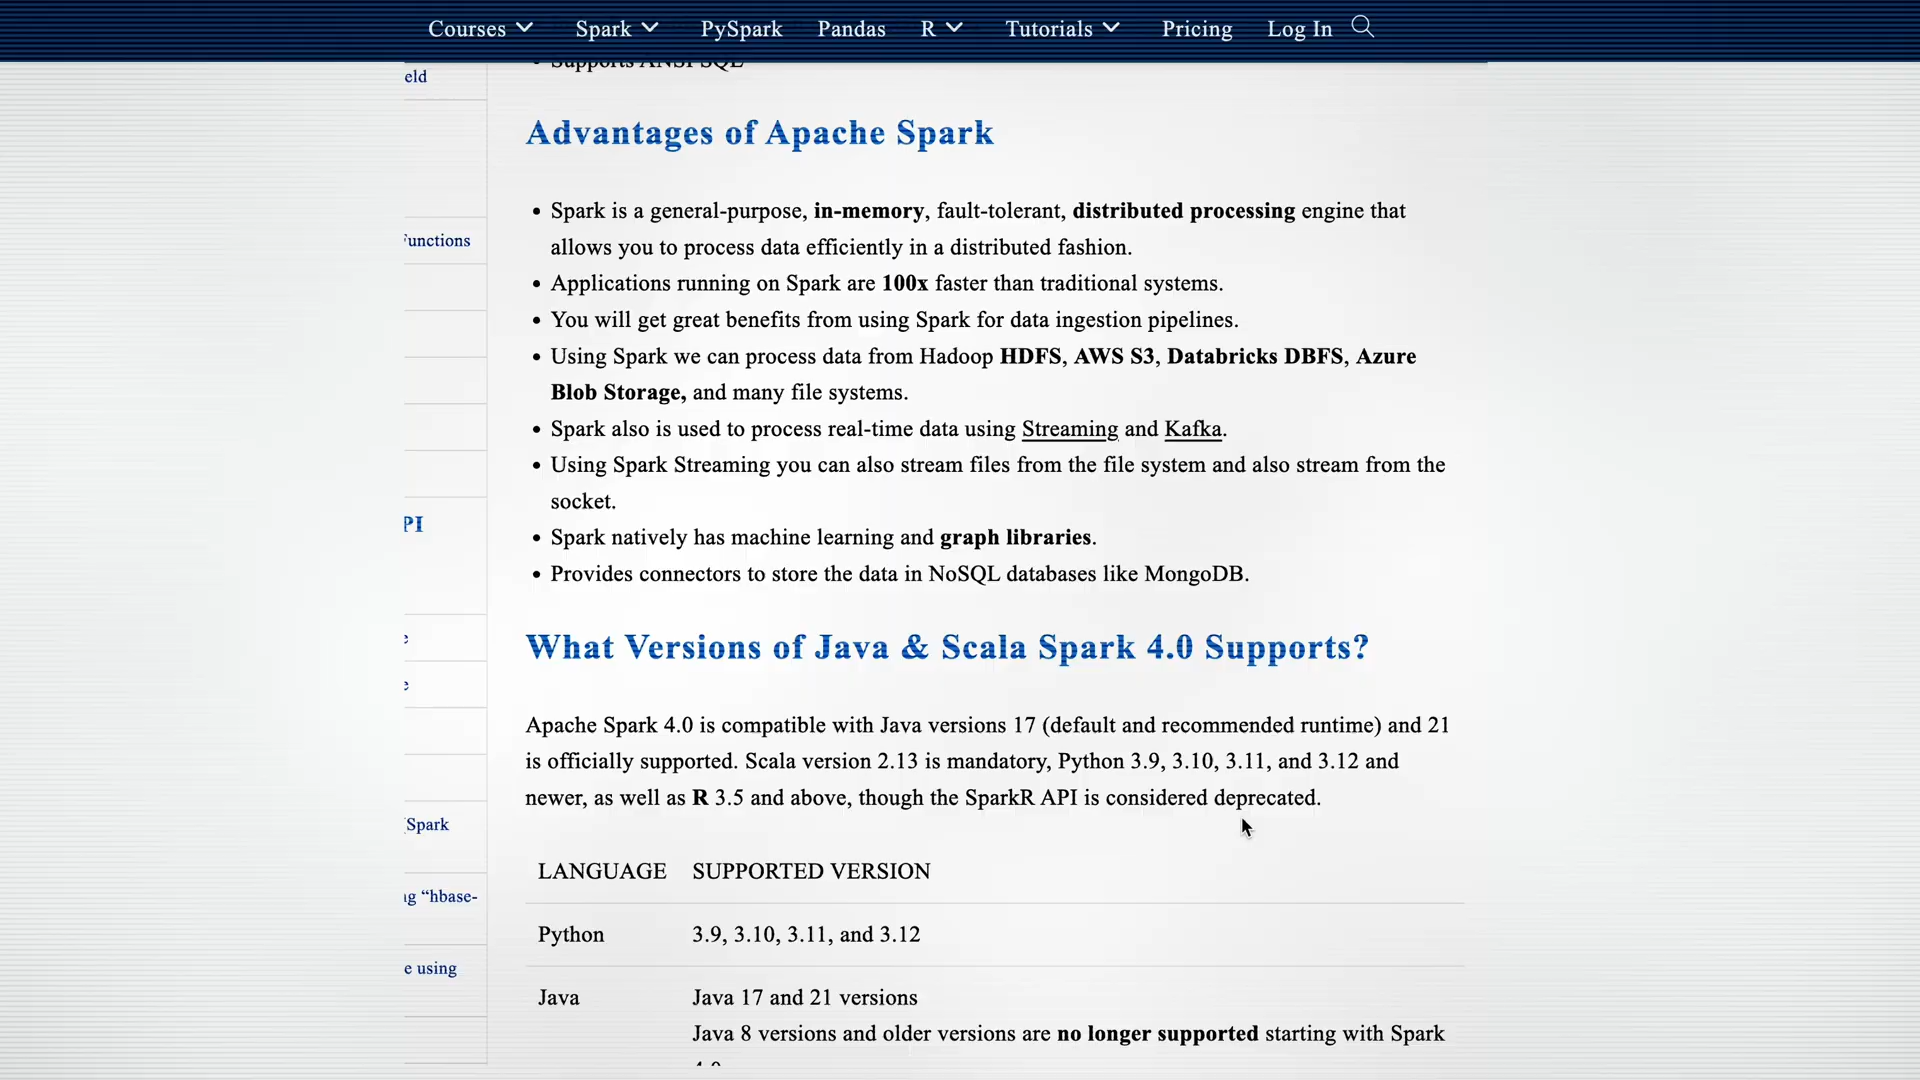 Courses Spark PySpark Pandas R Tutorials Pricing Log In
Supports ANSI SQL
eld
Advantages of Apache Spark
• Spark is a general-purpose, in-memory, fault-tolerant, distributed processing engine that
allows you to process data efficiently in a distributed fashion.
Functions
• Applications running on Spark are 100x faster than traditional systems.
• You will get great benefits from using Spark for data ingestion pipelines.
• Using Spark we can process data from Hadoop HDFS, AWS S3, Databricks DBFS, Azure
Blob Storage, and many file systems.
• Spark also is used to process real-time data using Streaming and Kafka.
• Using Spark Streaming you can also stream files from the file system and also stream from the
socket.
PI
• Spark natively has machine learning and graph libraries.
• Provides connectors to store the data in NoSQL databases like MongoDB.
e
What Versions of Java & Scala Spark 4.0 Supports?
e
Apache Spark 4.0 is compatible with Java versions 17 (default and recommended runtime) and 21
is officially supported. Scala version 2.13 is mandatory, Python 3.9, 3.10, 3.11, and 3.12 and
newer, as well as R 3.5 and above, though the SparkR API is considered deprecated.
(Spark
LANGUAGE SUPPORTED VERSION
ng “hbase-
Python 3.9, 3.10, 3.11, and 3.12
e using
Java Java 17 and 21 versions
Java 8 versions and older versions are no longer supported starting with Spark